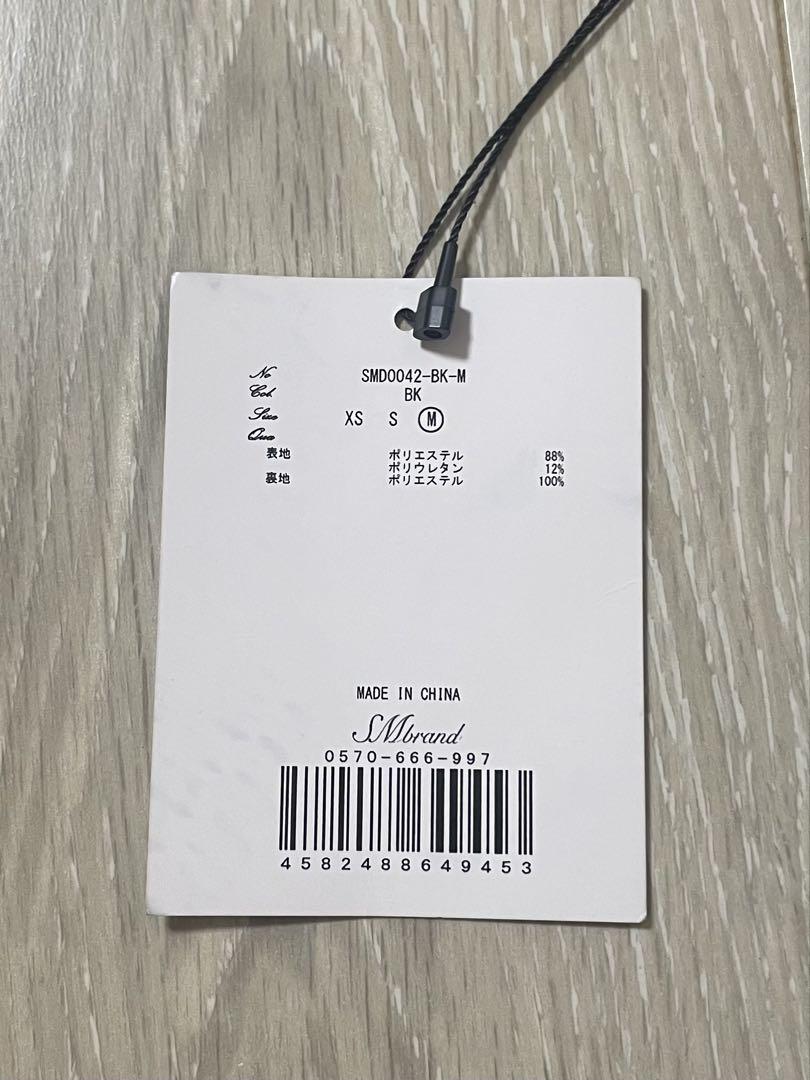 No SMD0042-BK-M
Col. BK
Size XS S M
Qua
表地 ポリエステル 88%
ポリウレタン 12%
裏地 ポリエステル 100%
MADE IN CHINA
SMbrand
0570-666-997
4582488649453